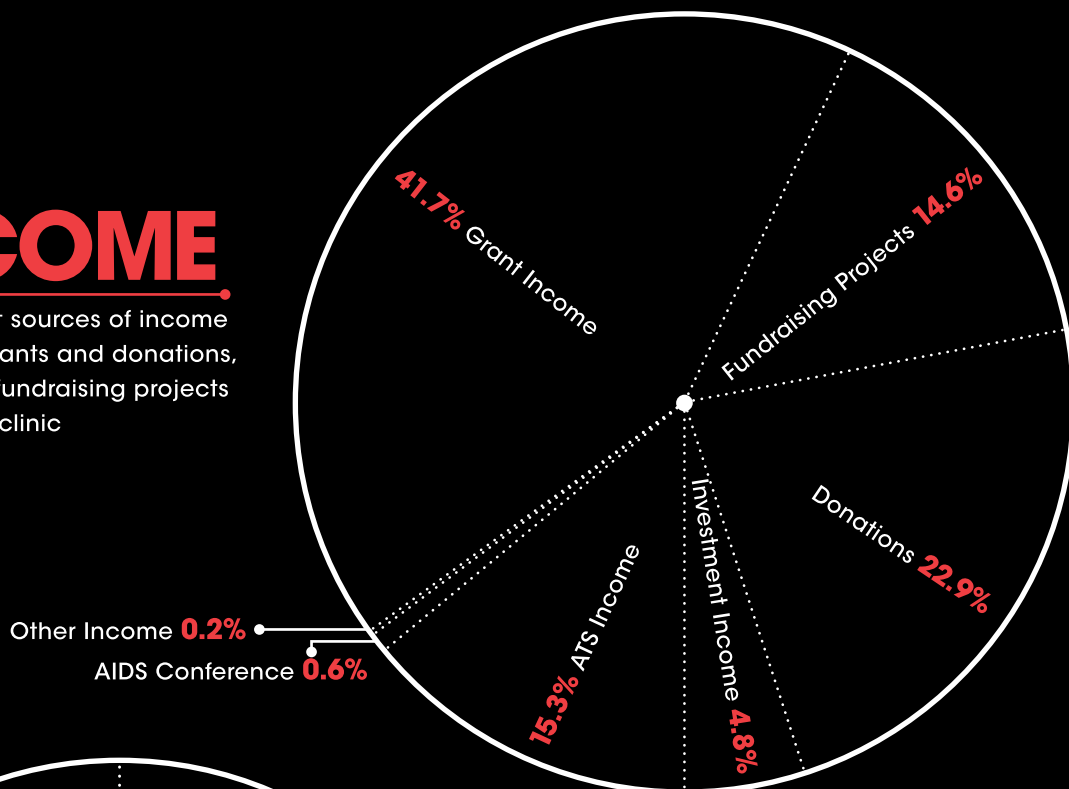 COME
sources of income
ants and donations,
fundraising projects
clinic
41.7% Grant Income
Fundraising Projects 14.6%
Donations 22.9%
Investment Income 4.8%
15.3% ATS Income
Other Income 0.2%
AIDS Conference 0.6%